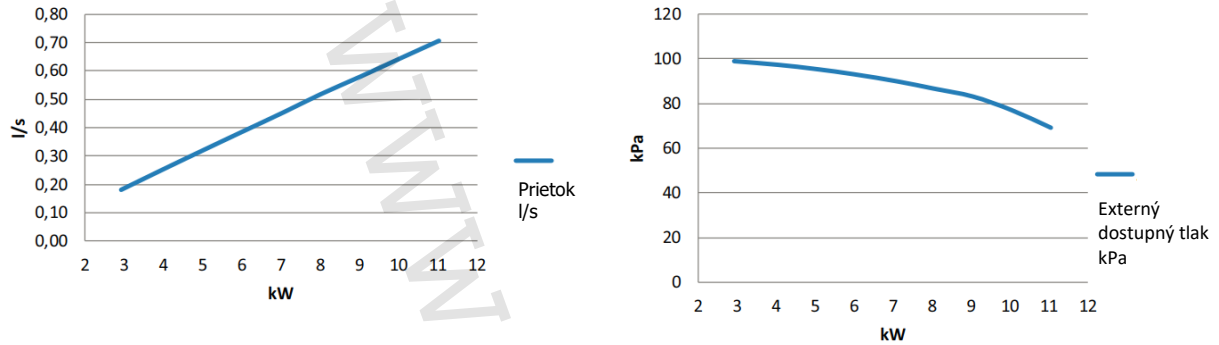 0,80
0,70
0,60
0,50
0,40
0,30
0,20
0,10
0,00
l/s
2 3 4 5 6 7 8 9 10 11 12
kW
Prietok
l/s
WWW
120
100
80
60
40
20
0
kPa
2 3 4 5 6 7 8 9 10 11 12
kW
Externý
dostupný tlak
kPa